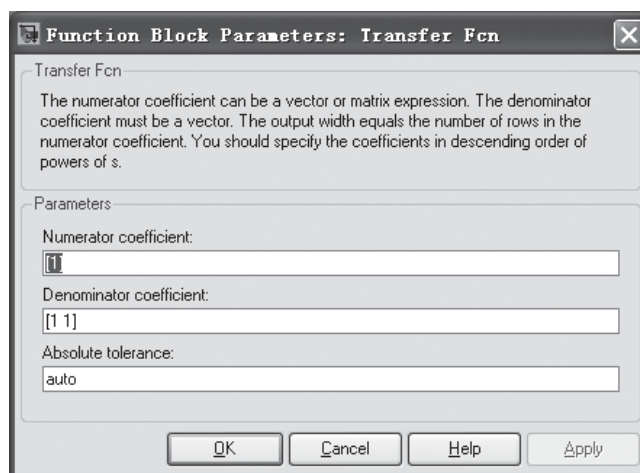 Function Block Parameters: Transfer Fcn
Transfer Fcn
The numerator coefficient can be a vector or matrix expression. The denominator
coefficient must be a vector. The output width equals the number of rows in the
numerator coefficient. You should specify the coefficients in descending order of
powers of s.
Parameters
Numerator coefficient:
[1]
Denominator coefficient:
[1 1]
Absolute tolerance:
auto
OK
Cancel
Help
Apply